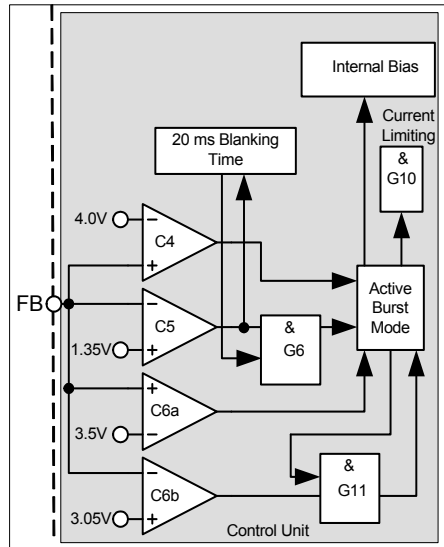 Internal Bias
Current
Limiting
20 ms Blanking
Time
&
G10
4.0V
−
C4
+
FB
−
C5
+
1.35V
&
G6
Active
Burst
Mode
+
C6a
−
3.5V
−
C6b
+
3.05V
&
G11
Control Unit